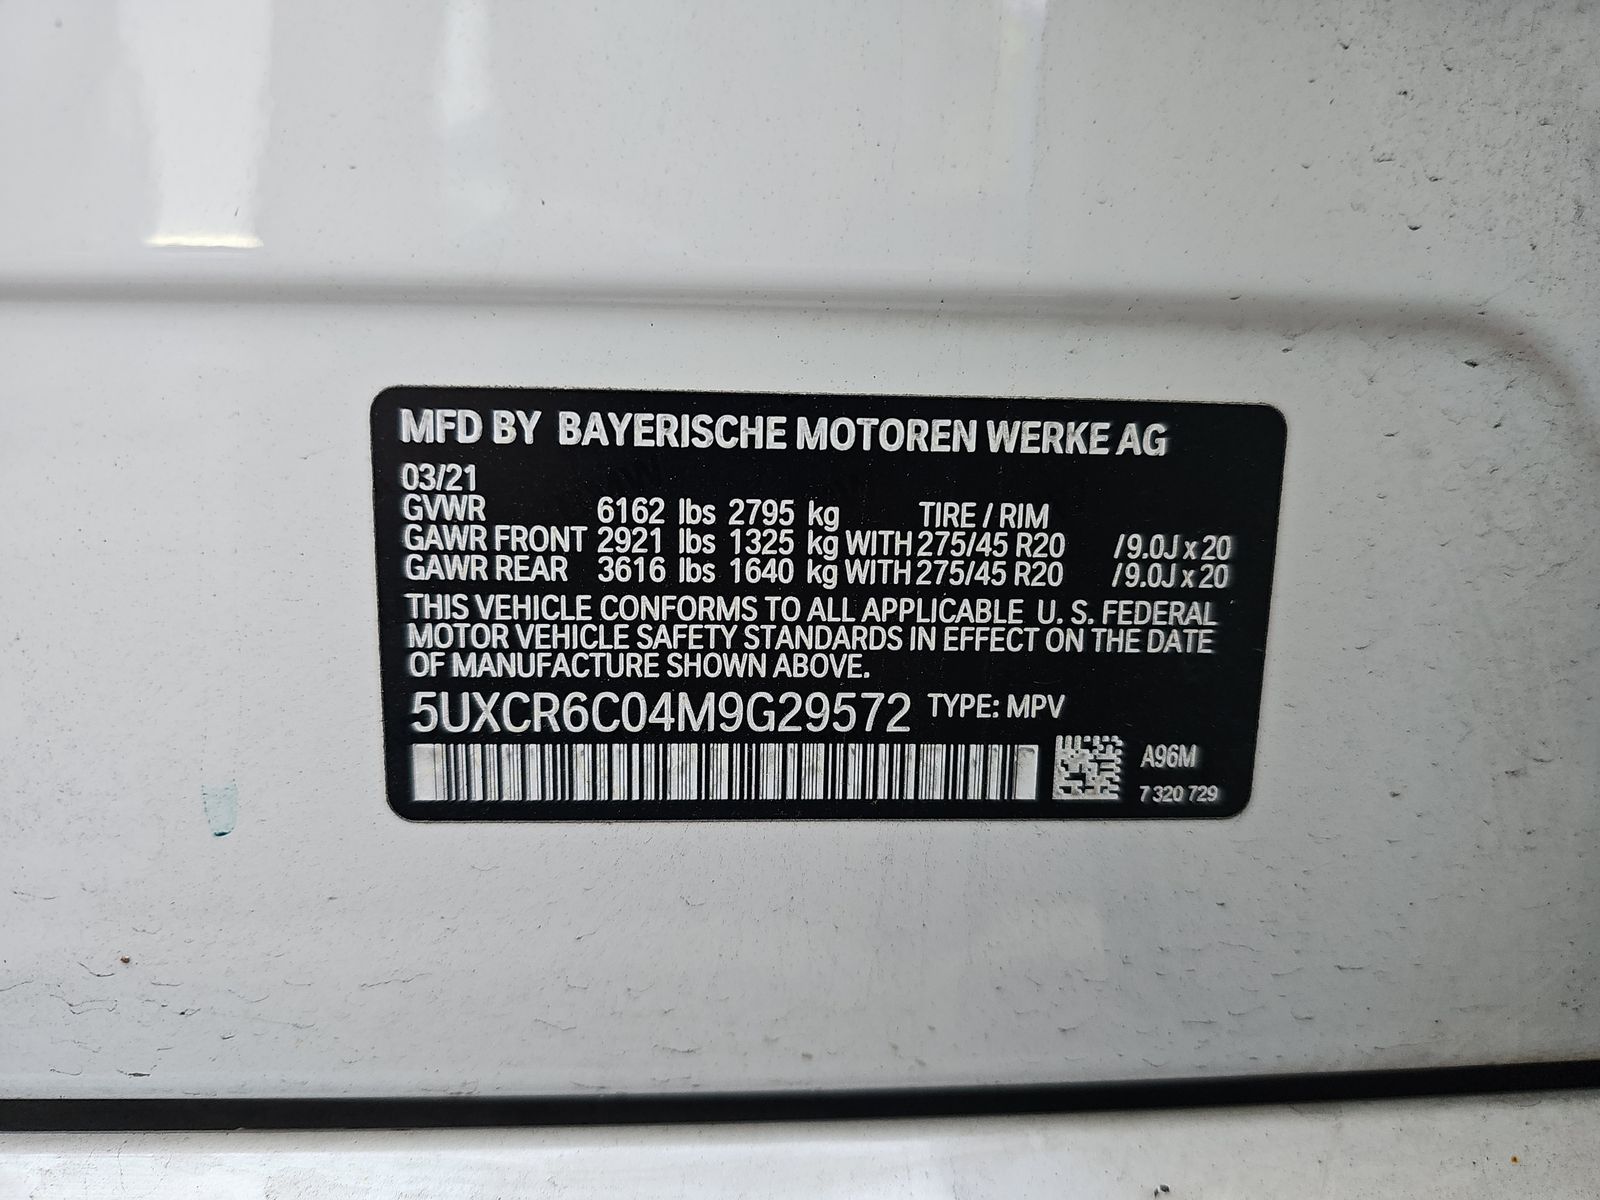 MFD BY BAYERISCHE MOTOREN WERKE AG
03/21
GVWR 6162 lbs 2795 kg TIRE / RIM
GAWR FRONT 2921 lbs 1325 kg WITH 275/45 R20 /9.0J x 20
GAWR REAR 3616 lbs 1640 kg WITH 275/45 R20 /9.0J x 20
THIS VEHICLE CONFORMS TO ALL APPLICABLE U. S. FEDERAL
MOTOR VEHICLE SAFETY STANDARDS IN EFFECT ON THE DATE
OF MANUFACTURE SHOWN ABOVE.
5UXCR6C04M9G29572 TYPE: MPV
A96M
7 320 729